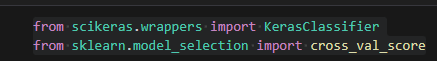 from scikeras.wrappers import KerasClassifier
from sklearn.model_selection import cross_val_score